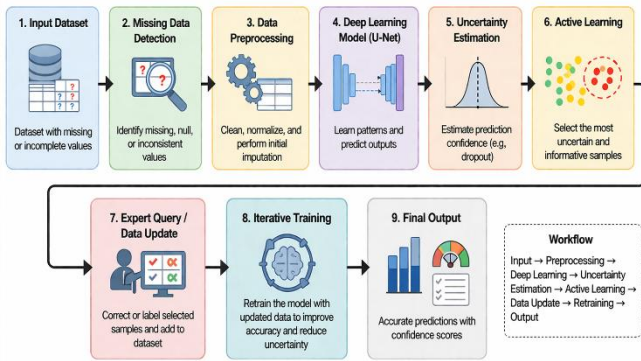 1. Input Dataset
? ?
?
? ?
Dataset with missing
or incomplete values
2. Missing Data
Detection
?
?
Identify missing, null,
or inconsistent
values
3. Data
Preprocessing
Clean, normalize, and
perform initial
imputation
4. Deep Learning
Model (U-Net)
Learn patterns and
predict outputs
5. Uncertainty
Estimation
Estimate prediction
confidence (e.g,
dropout)
6. Active Learning
Select the most
uncertain and
informative samples
7. Expert Query /
Data Update
Correct or label selected
samples and add to
dataset
8. Iterative Training
Retrain the model with
updated data to improve
accuracy and reduce
uncertainty
9. Final Output
Accurate predictions with
confidence scores
Workflow
Input → Preprocessing →
Deep Learning → Uncertainty
Estimation → Active Learning →
Data Update → Retraining →
Output